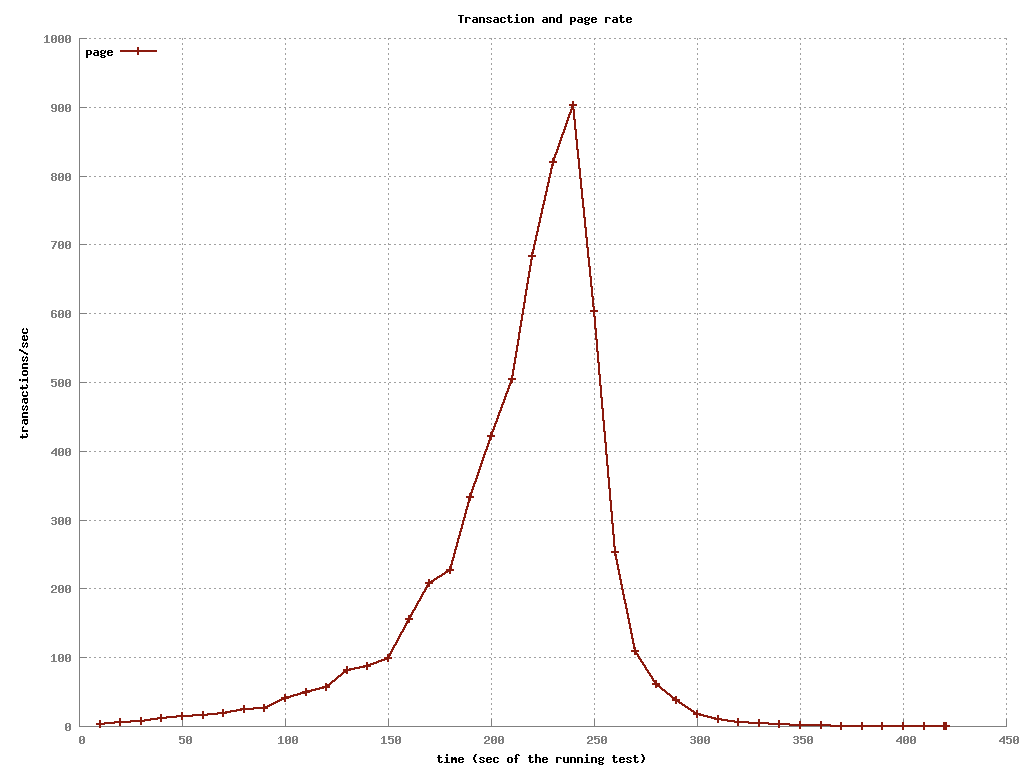 Transaction and page rate
page
1000
900
800
700
600
500
400
300
200
100
0
transactions/sec
0 50 100 150 200 250 300 350 400 450
time (sec of the running test)